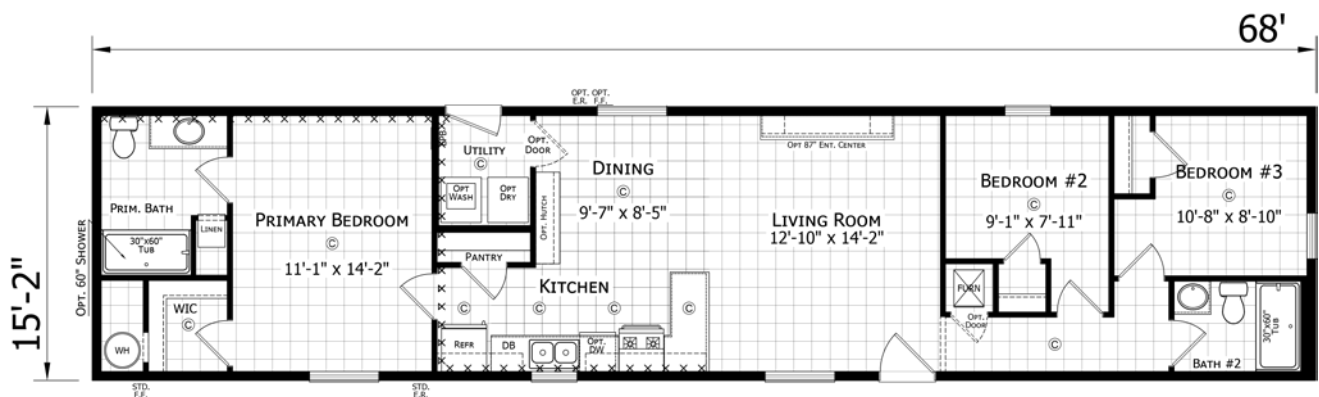 68'
15'-2"
OPT. OPT.
E.R. F.F.
PRIM. BATH
LINEN
30"x60"
TUB
OPT. 60" SHOWER
WIC
©
WH
STD.
F.F.
PRIMARY BEDROOM
©
11'-1" x 14'-2"
STD.
E.R.
UTILITY
©
OPT.
DOOR
OPT
WASH
OPT
DRY
OPT. HUTCH
PANTRY
DINING
©
9'-7" x 8'-5"
KITCHEN
©
©
©
©
REFR
DB
OPT.
DW
OPT 87" ENT. CENTER
LIVING ROOM
12'-10" x 14'-2"
BEDROOM #2
©
9'-1" x 7'-11"
FURN
OPT.
DOOR
©
BEDROOM #3
©
10'-8" x 8'-10"
BATH #2
30"x60"
TUB